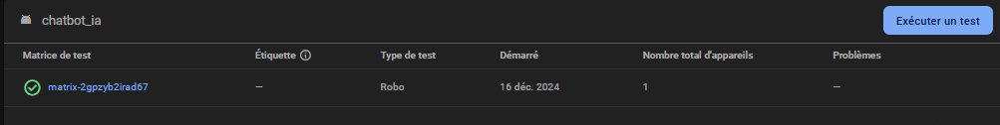 chatbot_ia
Exécuter un test
Matrice de test Étiquette Type de test Démarré Nombre total d'appareils Problèmes
matrix-2gpzyb2irad67 — Robo 16 déc. 2024 1 —